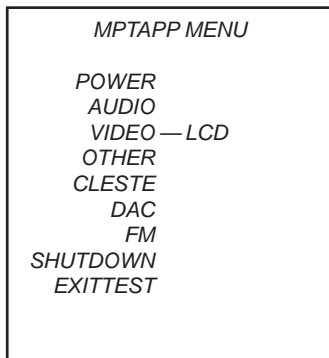 MPTAPP MENU
POWER
AUDIO
VIDEO — LCD
OTHER
CLESTE
DAC
FM
SHUTDOWN
EXITTEST